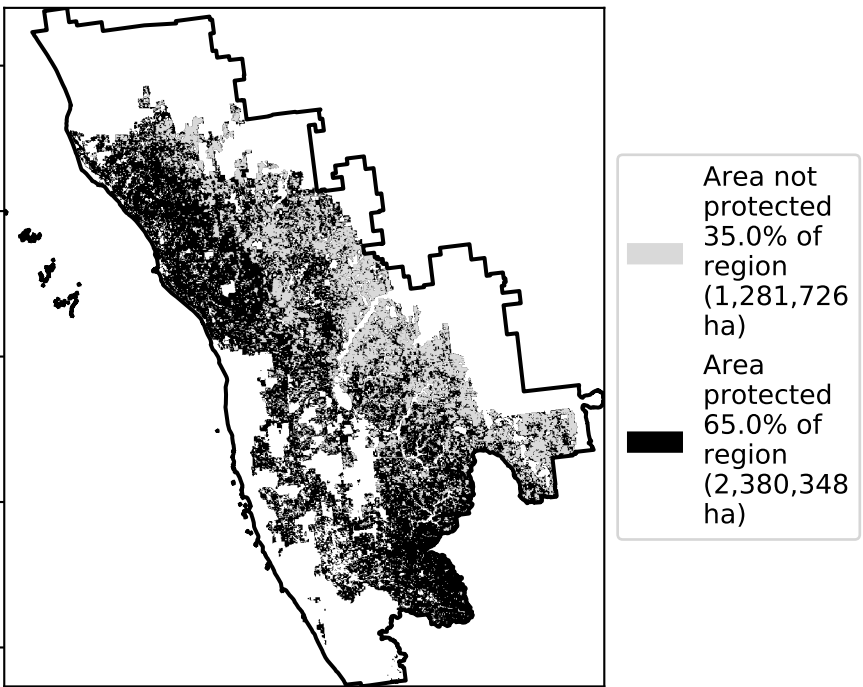 Area not
protected
35.0% of
region
(1,281,726
ha)
Area
protected
65.0% of
region
(2,380,348
ha)